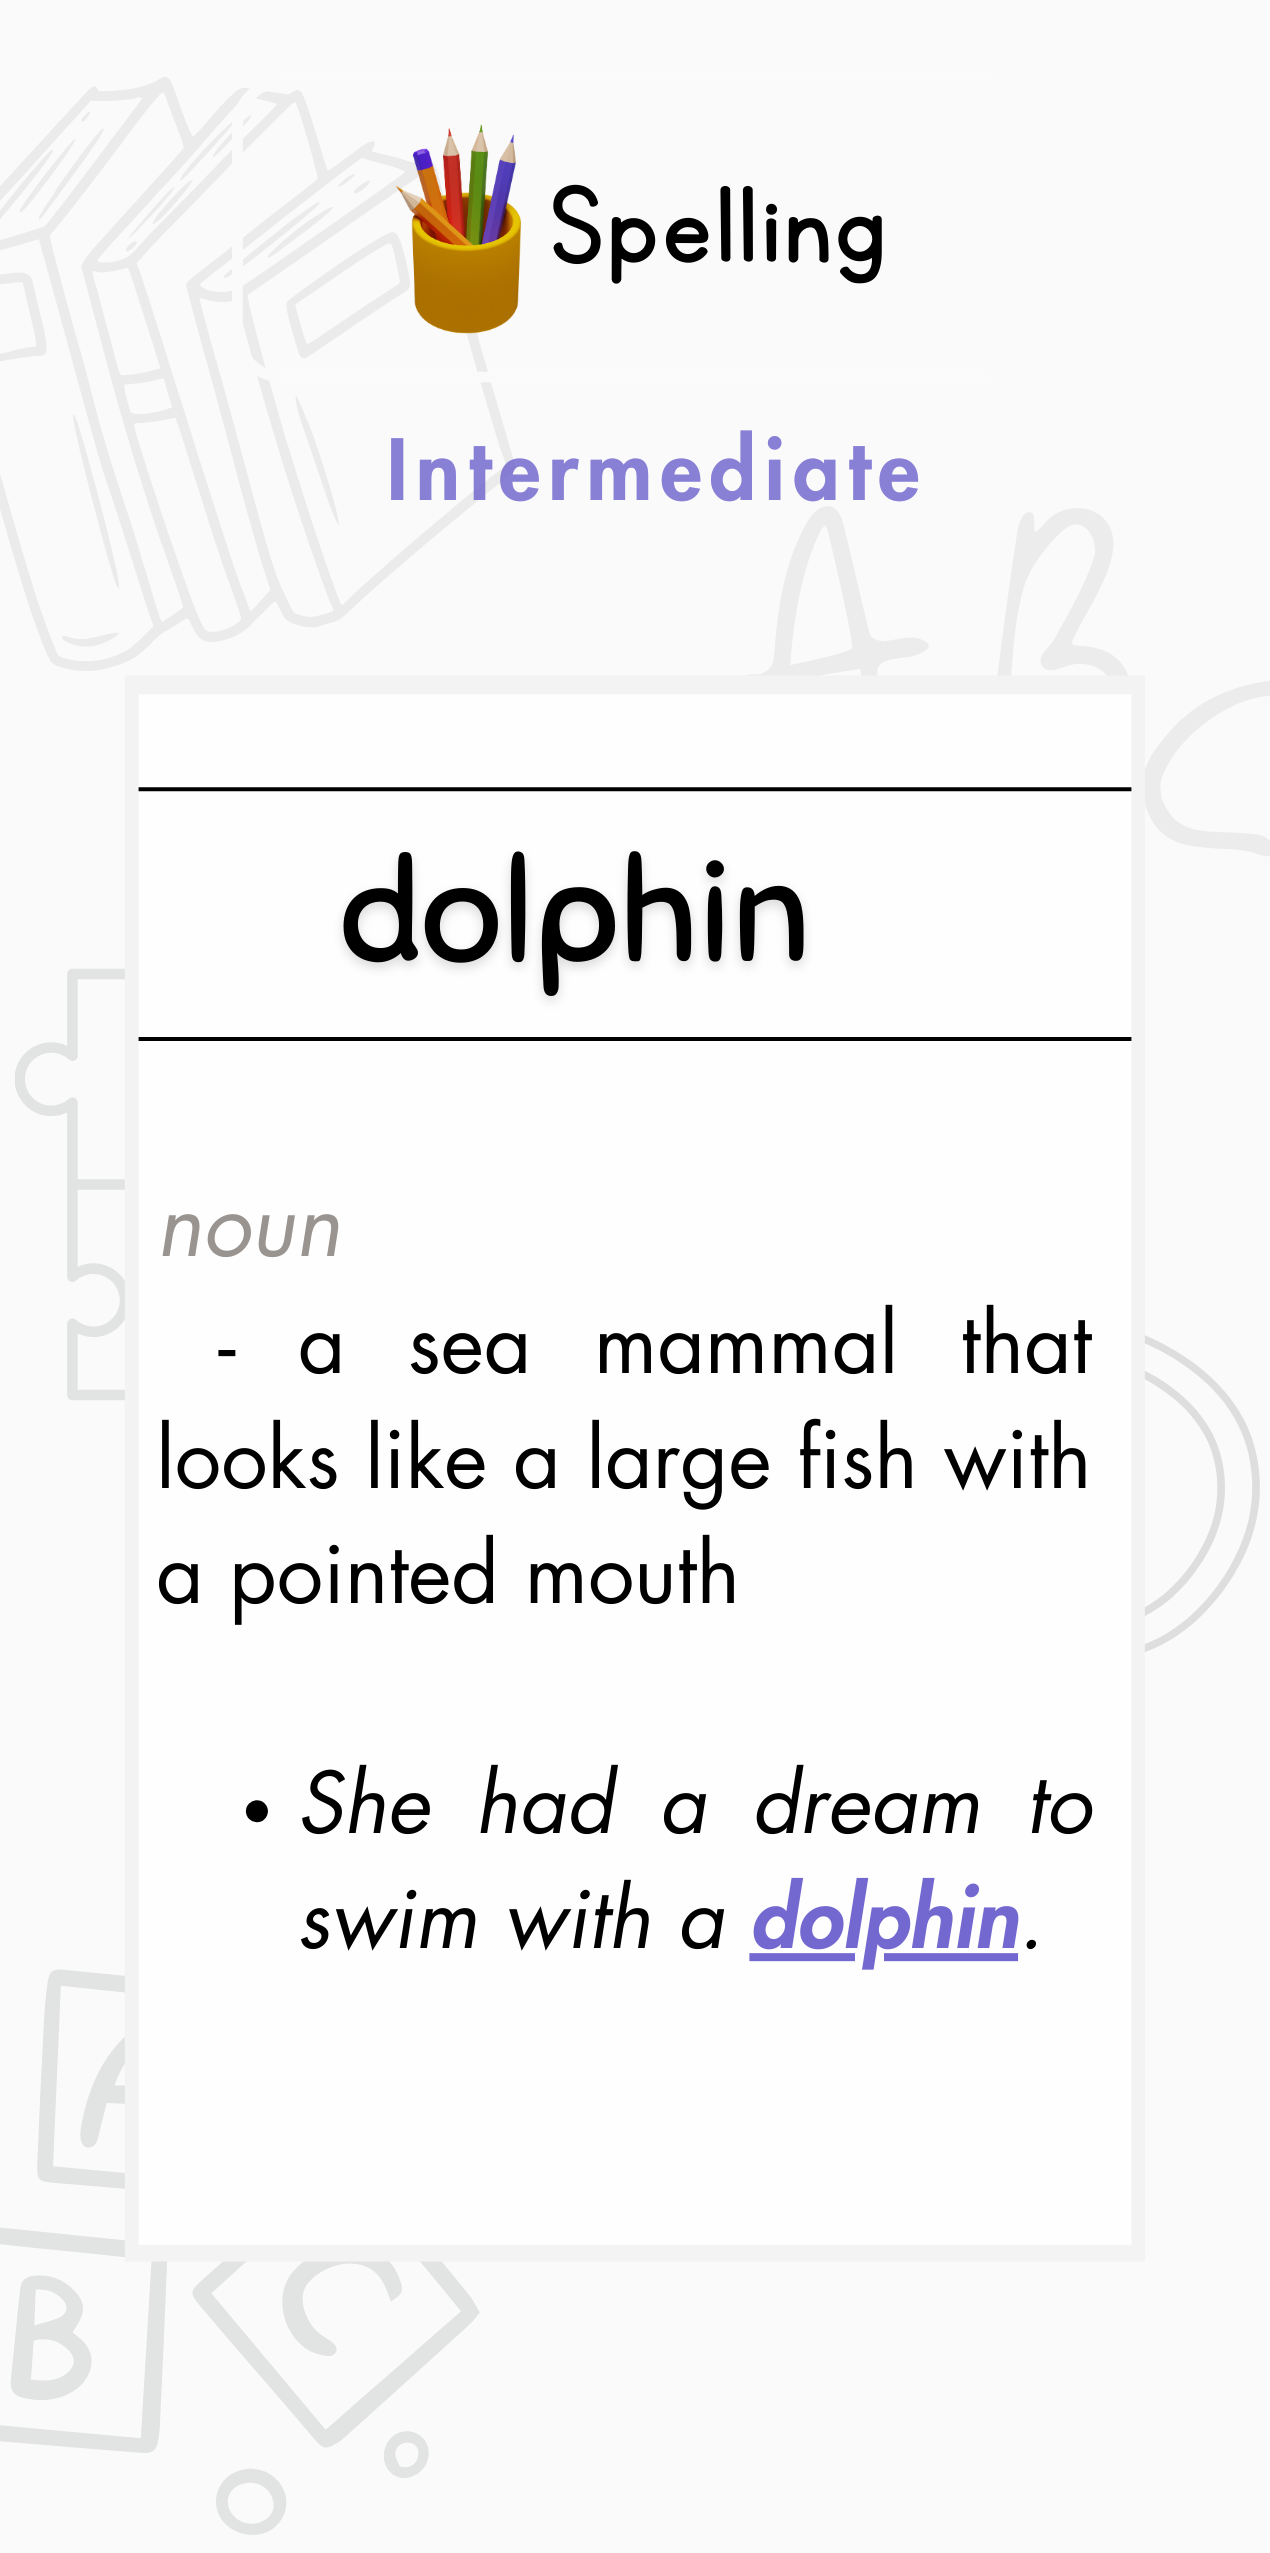 Spelling
Intermediate
A B
dolphin
noun
- a sea mammal that
looks like a large fish with
a pointed mouth
• She had a dream to
swim with a dolphin.
A
B C